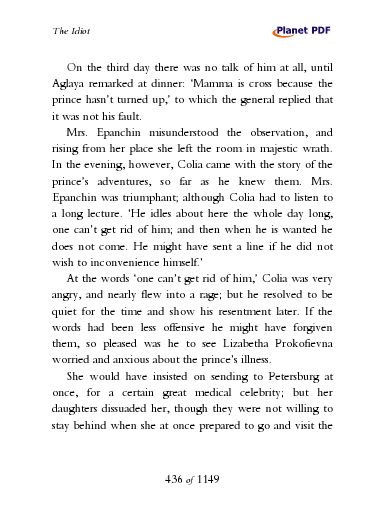 The Idiot
Planet PDF
On the third day there was no talk of him at all, until
Aglaya remarked at dinner: ‘Mamma is cross because the
prince hasn’t turned up,’ to which the general replied that
it was not his fault.
Mrs. Epanchin misunderstood the observation, and
rising from her place she left the room in majestic wrath.
In the evening, however, Colia came with the story of the
prince’s adventures, so far as he knew them. Mrs.
Epanchin was triumphant; although Colia had to listen to
a long lecture. ‘He idles about here the whole day long,
one can’t get rid of him; and then when he is wanted he
does not come. He might have sent a line if he did not
wish to inconvenience himself.’
At the words ‘one can’t get rid of him,’ Colia was very
angry, and nearly flew into a rage; but he resolved to be
quiet for the time and show his resentment later. If the
words had been less offensive he might have forgiven
them, so pleased was he to see Lizabetha Prokofievna
worried and anxious about the prince’s illness.
She would have insisted on sending to Petersburg at
once, for a certain great medical celebrity; but her
daughters dissuaded her, though they were not willing to
stay behind when she at once prepared to go and visit the
436 of 1149